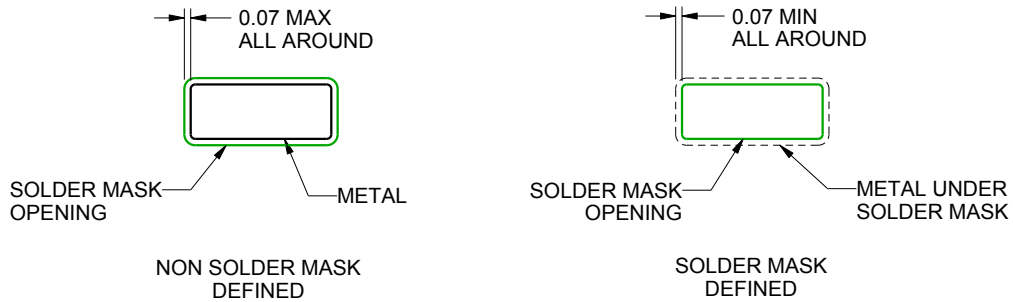 0.07 MAX
ALL AROUND
SOLDER MASK
OPENING
METAL
NON SOLDER MASK
DEFINED
0.07 MIN
ALL AROUND
SOLDER MASK
OPENING
METAL UNDER
SOLDER MASK
SOLDER MASK
DEFINED